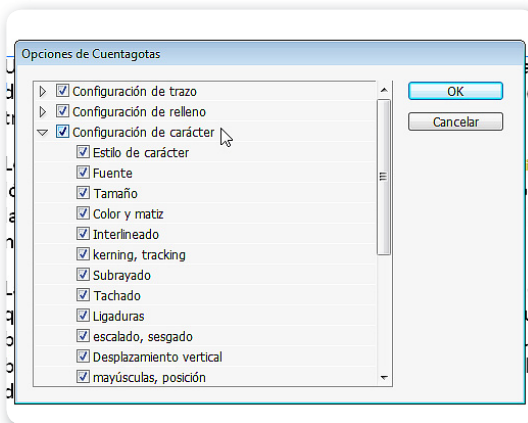 Opciones de Cuentagotas
Configuración de trazo
Configuración de relleno
Configuración de carácter
Estilo de carácter
Fuente
Tamaño
Color y matiz
Interlineado
kerning, tracking
Subrayado
Tachado
Ligaduras
escalado, sesgado
Desplazamiento vertical
mayúsculas, posición
OK
Cancelar